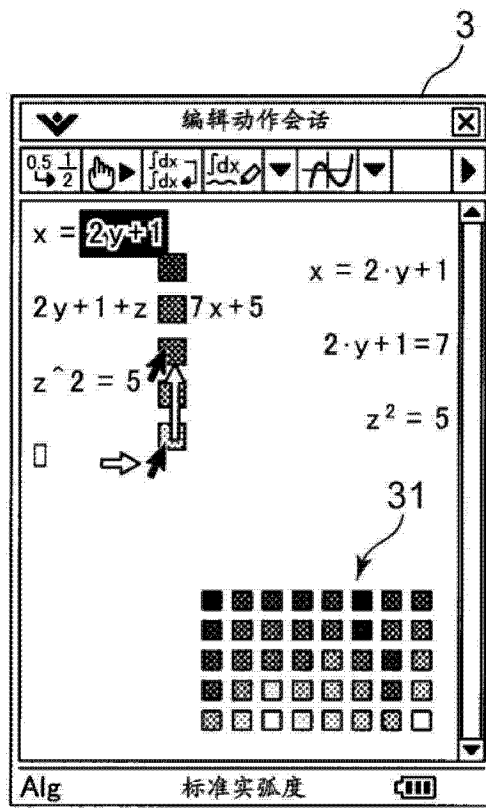 3
编辑动作会话
0.5 1/2 ∫dx ∫dx ∫dx
x = 2y+1
x = 2·y+1
2y+1+z 7x+5
2·y+1=7
z^2 = 5
z² = 5
31
Alg 标准实弧度